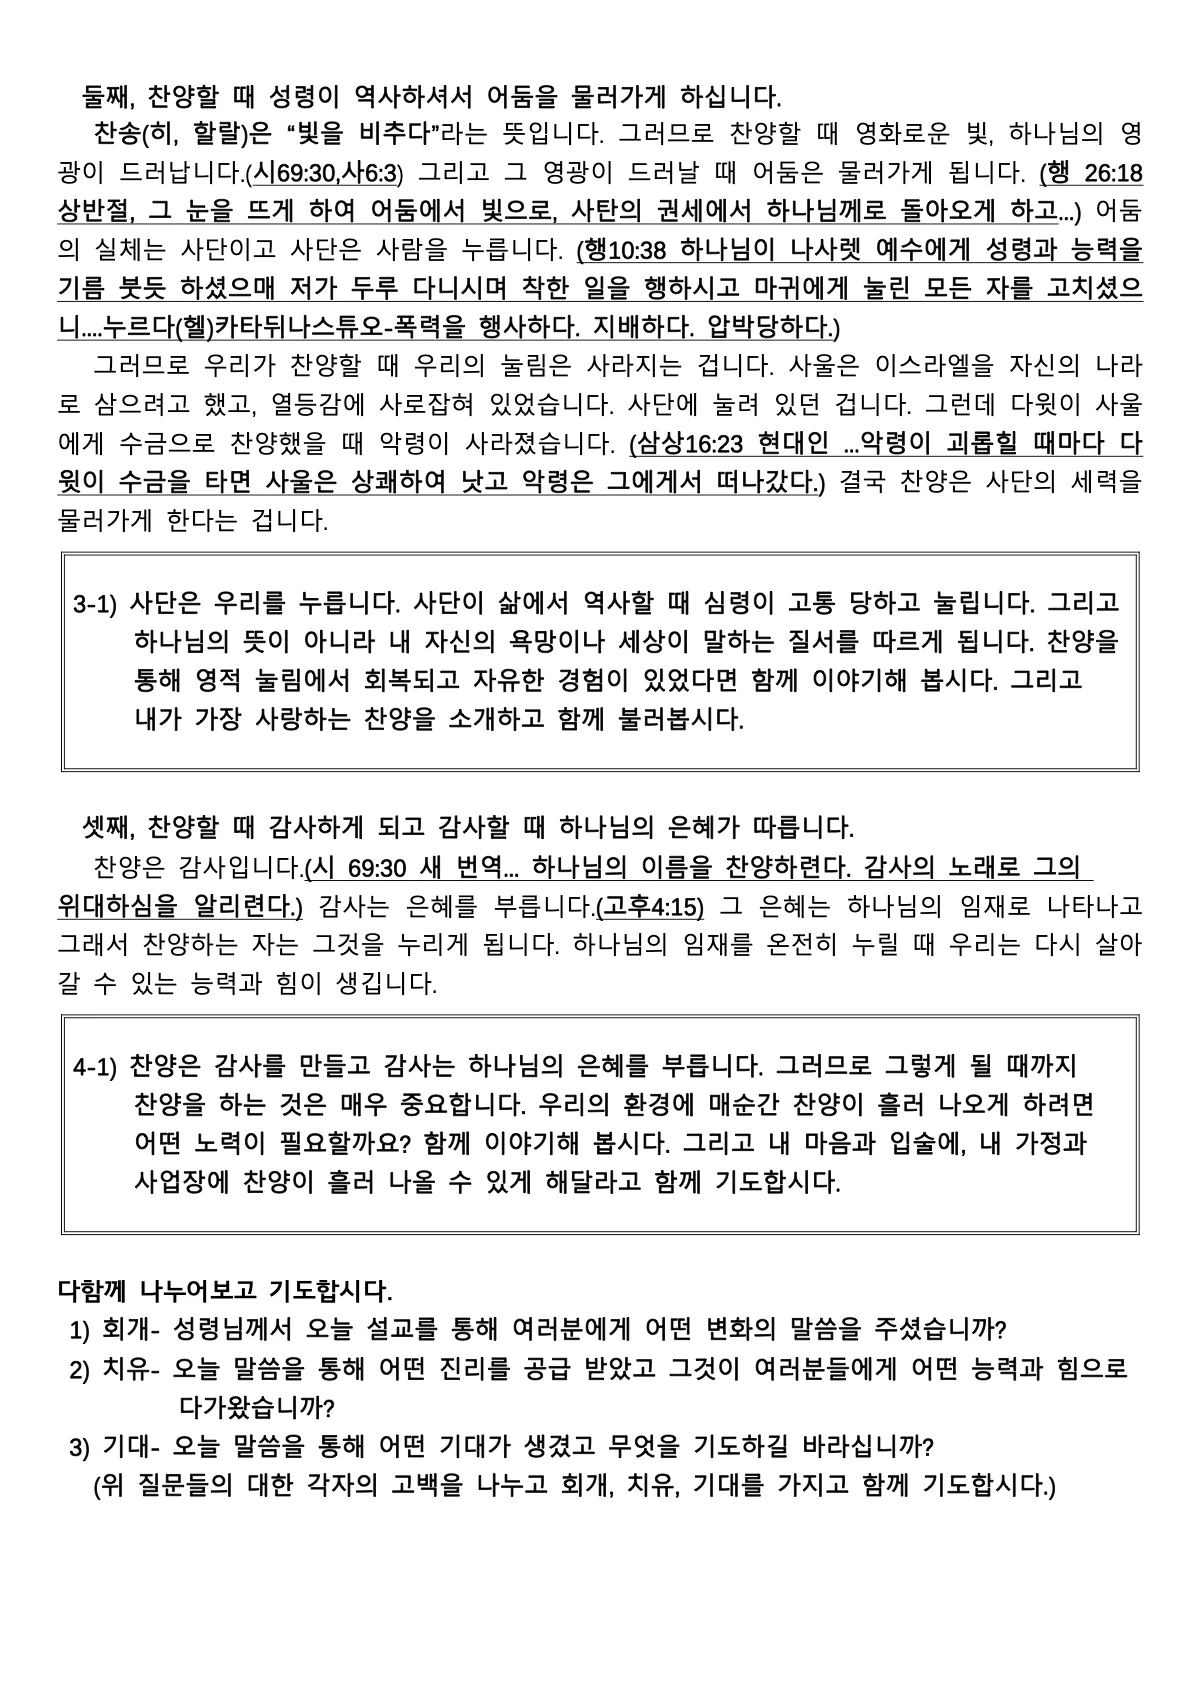 둘째, 찬양할 때 성령이 역사하셔서 어둠을 물러가게 하십니다.
찬송(히, 할랄)은 “빛을 비추다”라는 뜻입니다. 그러므로 찬양할 때 영화로운 빛, 하나님의 영
광이 드러납니다.(시69:30,사6:3) 그리고 그 영광이 드러날 때 어둠은 물러가게 됩니다. (행 26:18
상반절, 그 눈을 뜨게 하여 어둠에서 빛으로, 사탄의 권세에서 하나님께로 돌아오게 하고...) 어둠
의 실체는 사단이고 사단은 사람을 누릅니다. (행10:38 하나님이 나사렛 예수에게 성령과 능력을
기름 붓듯 하셨으매 저가 두루 다니시며 착한 일을 행하시고 마귀에게 눌린 모든 자를 고치셨으
니....누르다(헬)카타뒤나스튜오-폭력을 행사하다. 지배하다. 압박당하다.)
그러므로 우리가 찬양할 때 우리의 눌림은 사라지는 겁니다. 사울은 이스라엘을 자신의 나라
로 삼으려고 했고, 열등감에 사로잡혀 있었습니다. 사단에 눌려 있던 겁니다. 그런데 다윗이 사울
에게 수금으로 찬양했을 때 악령이 사라졌습니다. (삼상16:23 현대인 ...악령이 괴롭힐 때마다 다
윗이 수금을 타면 사울은 상쾌하여 낫고 악령은 그에게서 떠나갔다.) 결국 찬양은 사단의 세력을
물러가게 한다는 겁니다.
3-1) 사단은 우리를 누릅니다. 사단이 삶에서 역사할 때 심령이 고통 당하고 눌립니다. 그리고
하나님의 뜻이 아니라 내 자신의 욕망이나 세상이 말하는 질서를 따르게 됩니다. 찬양을
통해 영적 눌림에서 회복되고 자유한 경험이 있었다면 함께 이야기해 봅시다. 그리고
내가 가장 사랑하는 찬양을 소개하고 함께 불러봅시다.
셋째, 찬양할 때 감사하게 되고 감사할 때 하나님의 은혜가 따릅니다.
찬양은 감사입니다.(시 69:30 새 번역... 하나님의 이름을 찬양하련다. 감사의 노래로 그의
위대하심을 알리련다.) 감사는 은혜를 부릅니다.(고후4:15) 그 은혜는 하나님의 임재로 나타나고
그래서 찬양하는 자는 그것을 누리게 됩니다. 하나님의 임재를 온전히 누릴 때 우리는 다시 살아
갈 수 있는 능력과 힘이 생깁니다.
4-1) 찬양은 감사를 만들고 감사는 하나님의 은혜를 부릅니다. 그러므로 그렇게 될 때까지
찬양을 하는 것은 매우 중요합니다. 우리의 환경에 매순간 찬양이 흘러 나오게 하려면
어떤 노력이 필요할까요? 함께 이야기해 봅시다. 그리고 내 마음과 입술에, 내 가정과
사업장에 찬양이 흘러 나올 수 있게 해달라고 함께 기도합시다.
다함께 나누어보고 기도합시다.
1) 회개- 성령님께서 오늘 설교를 통해 여러분에게 어떤 변화의 말씀을 주셨습니까?
2) 치유- 오늘 말씀을 통해 어떤 진리를 공급 받았고 그것이 여러분들에게 어떤 능력과 힘으로
다가왔습니까?
3) 기대- 오늘 말씀을 통해 어떤 기대가 생겼고 무엇을 기도하길 바라십니까?
(위 질문들의 대한 각자의 고백을 나누고 회개, 치유, 기대를 가지고 함께 기도합시다.)